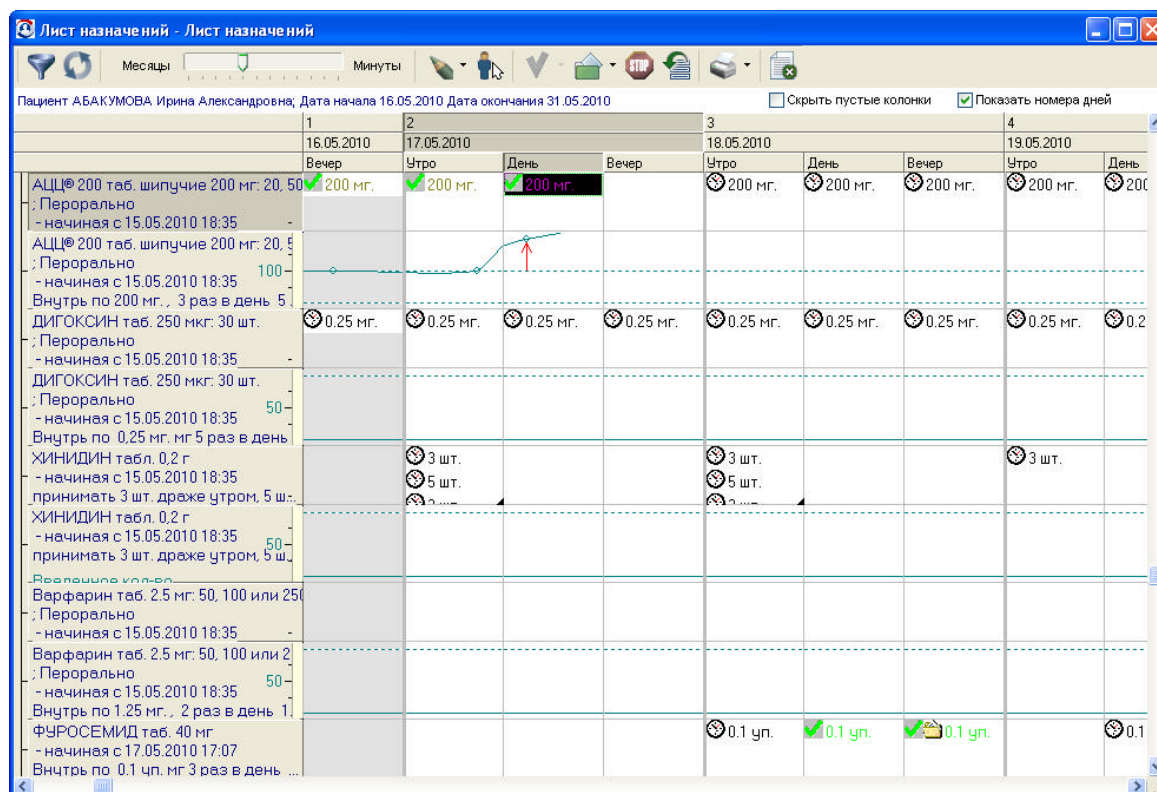 Лист назначений - Лист назначений
Месяцы Минуты STOP
Пациент АБАКУМОВА Ирина Александровна; Дата начала 16.05.2010 Дата окончания 31.05.2010 Скрыть пустые колонки Показать номера дней
1 2 3 4
16.05.2010 17.05.2010 18.05.2010 19.05.2010
Вечер Утро День Вечер Утро День Вечер Утро День
АЦЦ® 200 таб. шипучие 200 мг: 20, 50 200 мг. 200 мг. 200 мг. 200 мг. 200 мг. 200 мг. 200 мг. 200
; Перорально
- начиная с 15.05.2010 18:35 -
АЦЦ® 200 таб. шипучие 200 мг: 20, 5
; Перорально
100
- начиная с 15.05.2010 18:35
Внутрь по 200 мг. , 3 раз в день 5
ДИГОКСИН таб. 250 мкг: 30 шт. 0.25 мг. 0.25 мг. 0.25 мг. 0.25 мг. 0.25 мг. 0.25 мг. 0.25 мг. 0.25 мг. 0.2
; Перорально
- начиная с 15.05.2010 18:35 -
ДИГОКСИН таб. 250 мкг: 30 шт.
; Перорально
50
- начиная с 15.05.2010 18:35
Внутрь по 0,25 мг. мг 5 раз в день
ХИНИДИН табл. 0,2 г 3 шт. 3 шт. 3 шт.
- начиная с 15.05.2010 18:35 5 шт. 5 шт.
принимать 3 шт. драже утром, 5 ш...
ХИНИДИН табл. 0,2 г
- начиная с 15.05.2010 18:35
50
принимать 3 шт. драже утром, 5 ш
Введенное кол-во
Варфарин таб. 2.5 мг: 50, 100 или 250
; Перорально
- начиная с 15.05.2010 18:35 -
Варфарин таб. 2.5 мг: 50, 100 или 2
; Перорально
50
- начиная с 15.05.2010 18:35
Внутрь по 1.25 мг. , 2 раз в день 1.
ФУРОСЕМИД таб. 40 мг 0.1 уп. 0.1 уп. 0.1 уп. 0.1
- начиная с 17.05.2010 17:07
Внутрь по 0.1 уп. мг 3 раз в день ...